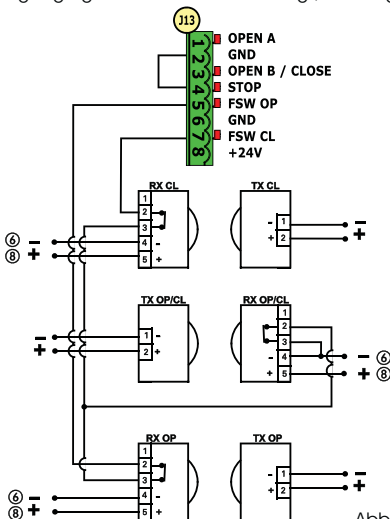 J13
1 OPEN A
2 GND
3 OPEN B / CLOSE
4 STOP
5 FSW OP
6 GND
7 FSW CL
8 +24V
RX CL
1
2
3
⑥ − 4 -
⑧ + 5 +
TX CL
- 1 −
+ 2 +
TX OP/CL
− 1 -
+ 2 +
RX OP/CL
1
2
3
- 4 − ⑥
+ 5 + ⑧
RX OP
1
2
3
⑥ − 4 -
⑧ + 5 +
TX OP
- 1 −
+ 2 +
Abb